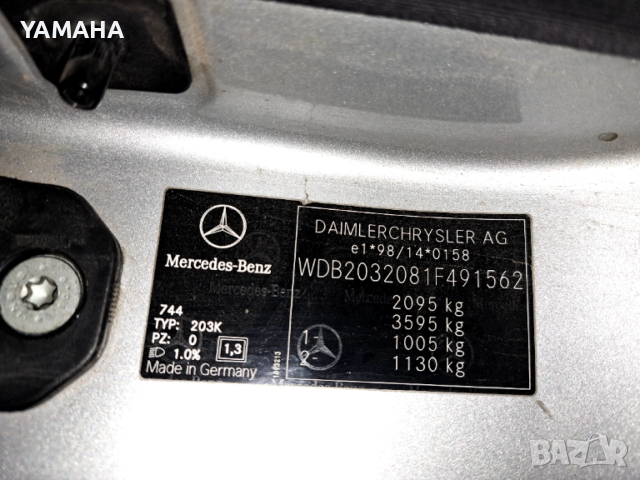 YAMAHA
Mercedes-Benz
744
TYP: 203K
PZ: 0
1.0% 1,3
Made in Germany
DAIMLERCHRYSLER AG
e1*98/14*0158
WDB2032081F491562
2095 kg
3595 kg
1- 1005 kg
2- 1130 kg
BAZAR